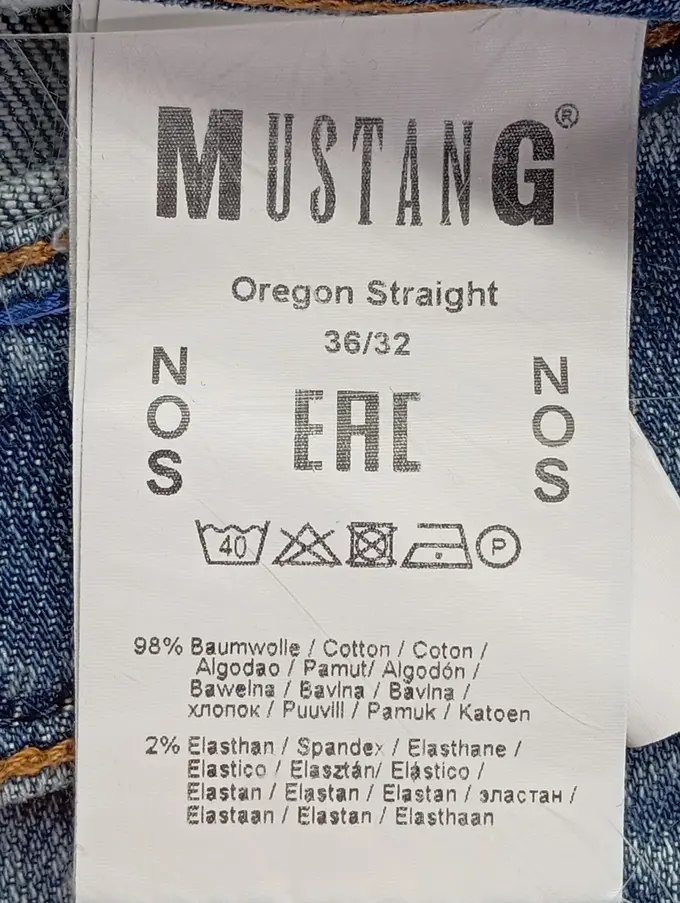 MUSTANG®
Oregon Straight
36/32
NOS
EAC
NOS
40
P
98% Baumwolle / Cotton / Coton /
Algodao / Pamut/ Algodón /
Bawelna / Bavlna / Bavlna /
хлопок / Puuvill / Pamuk / Katoen
2% Elasthan / Spandex / Elasthane /
Elastico / Elasztán/ Elástico /
Elastan / Elastan / Elastan / эластан /
Elastaan / Elastan / Elasthaan